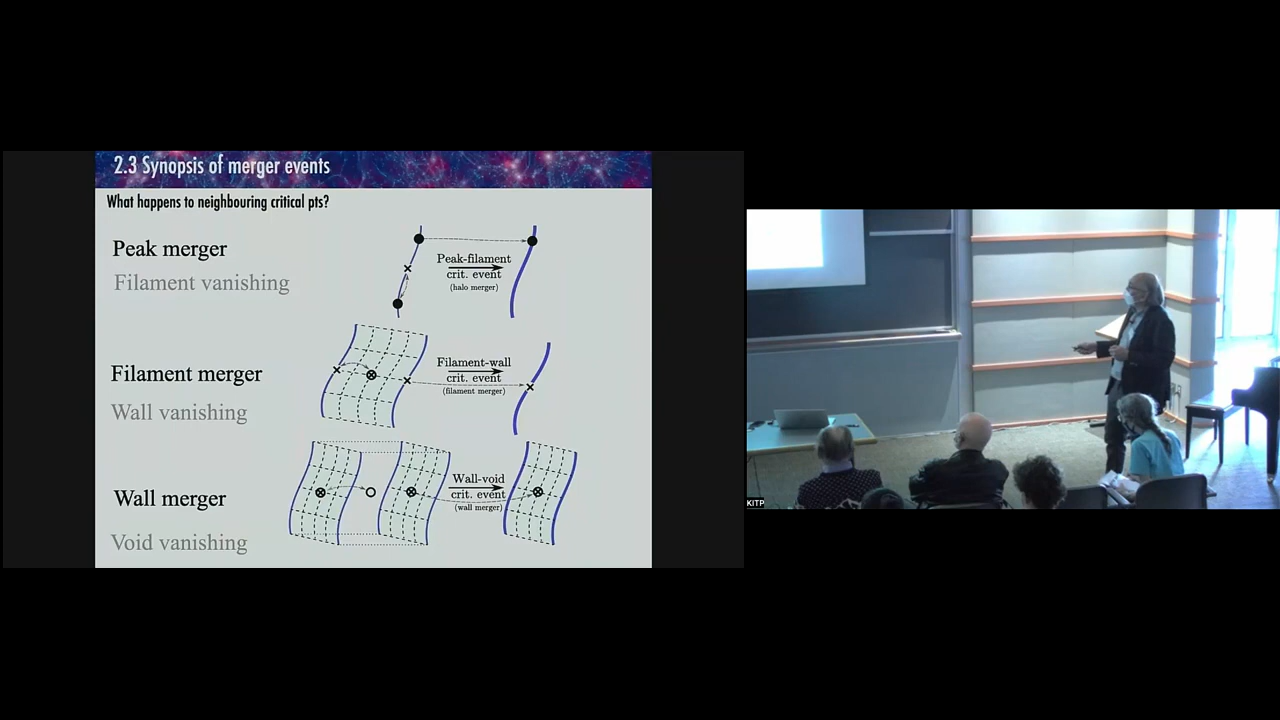 2.3 Synopsis of merger events
What happens to neighbouring critical pts?
Peak merger
Filament vanishing
Peak-filament
crit. event
(halo merger)
Filament merger
Wall vanishing
Filament-wall
crit. event
(filament merger)
Wall merger
Void vanishing
Wall-void
crit. event
(wall merger)
KITP